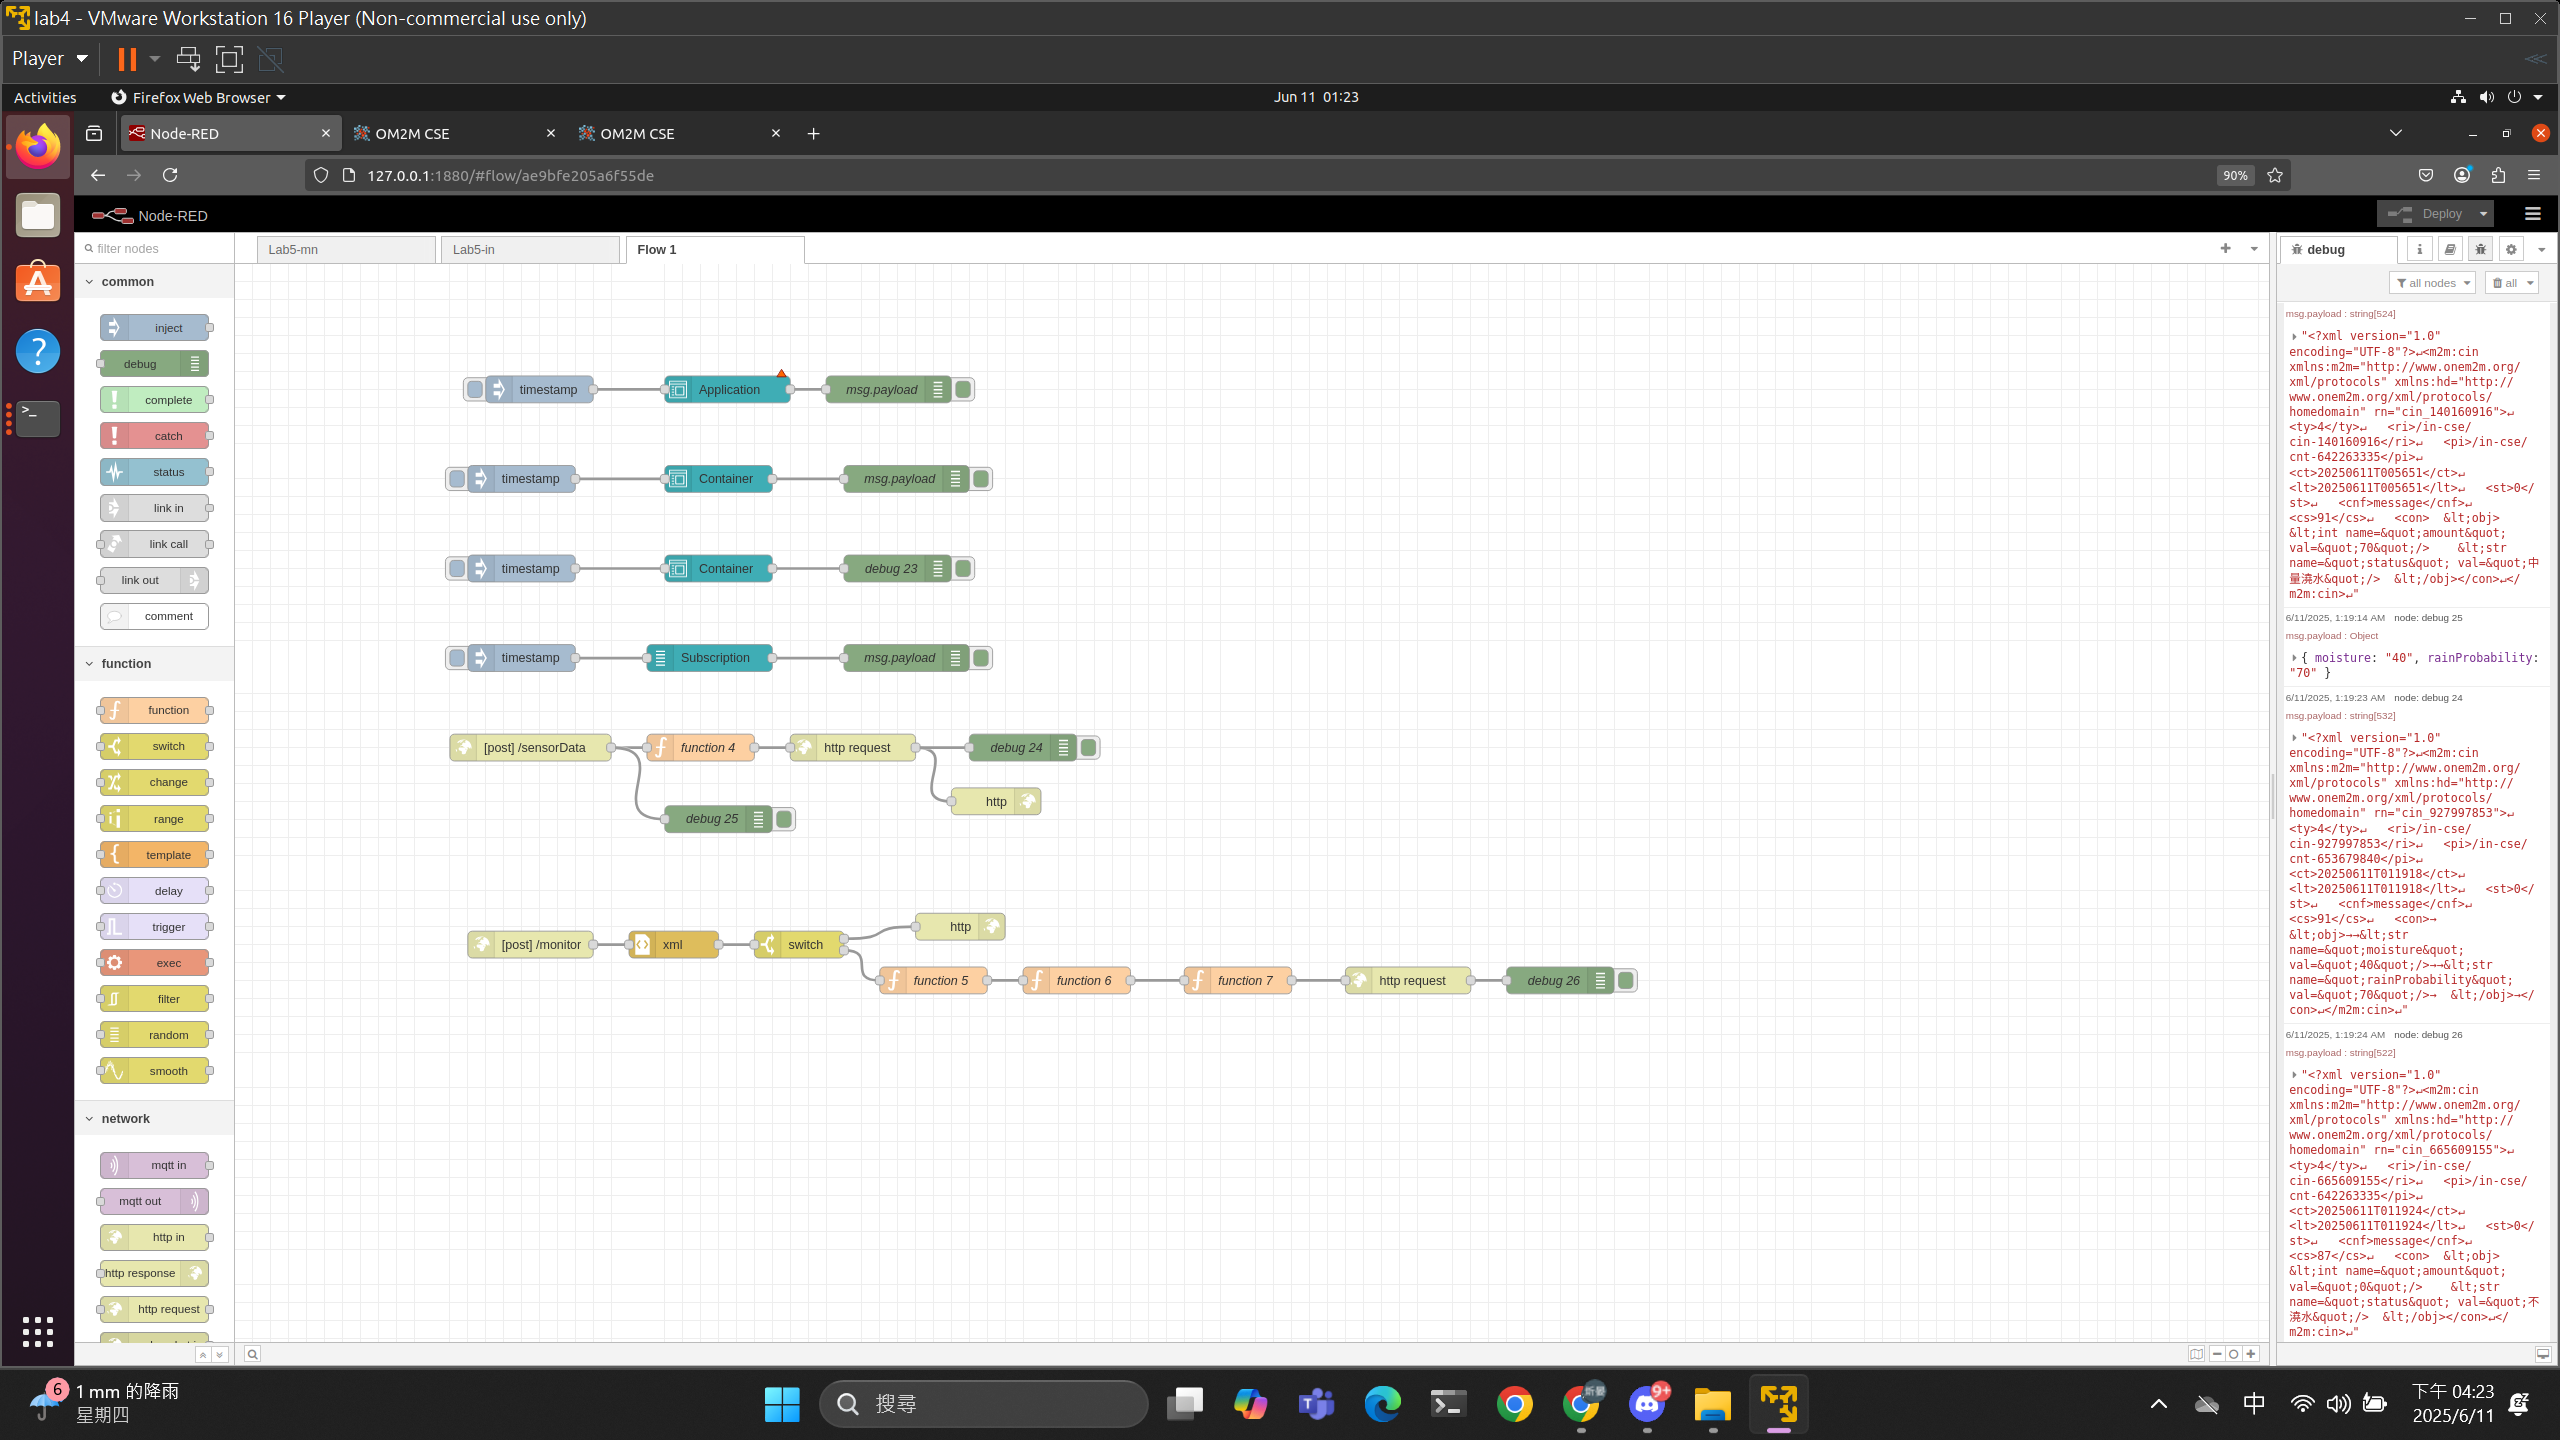 lab4 - VMware Workstation 16 Player (Non-commercial use only)
Player
Activities
Firefox Web Browser
Jun 11 01:23
Node-RED
OM2M CSE
OM2M CSE
127.0.0.1:1880/#flow/ae9bfe205a6f55de
90%
Node-RED
Deploy
filter nodes
Lab5-mn
Lab5-in
Flow 1
debug
all nodes
all
common
inject
debug
complete
catch
status
link in
link call
link out
comment
function
function
switch
change
range
template
delay
trigger
exec
filter
random
smooth
network
mqtt in
mqtt out
http in
http response
http request
timestamp
Application
msg.payload
timestamp
Container
msg.payload
timestamp
Container
debug 23
timestamp
Subscription
msg.payload
[post] /sensorData
function 4
http request
debug 24
http
debug 25
[post] /monitor
xml
switch
http
function 5
function 6
function 7
http request
debug 26
msg.payload : string[524]
"<?xml version="1.0"
encoding="UTF-8"?>↵<m2m:cin
xmlns:m2m="http://www.onem2m.org/
xml/protocols" xmlns:hd="http://
www.onem2m.org/xml/protocols/
homedomain" rn="cin_140160916">↵
<ty>4</ty>↵   <ri>/in-cse/
cin-140160916</ri>↵   <pi>/in-cse/
cnt-642263335</pi>↵
<ct>20250611T005651</ct>↵
<lt>20250611T005651</lt>↵   <st>0</
st>↵   <cnf>message</cnf>↵
<cs>91</cs>↵   <con>  &lt;obj>
&lt;int name=&quot;amount&quot;
val=&quot;70&quot;/>    &lt;str
name=&quot;status&quot; val=&quot;中
量澆水&quot;/>  &lt;/obj></con>↵</
m2m:cin>↵"
6/11/2025, 1:19:14 AM   node: debug 25
msg.payload : Object
{ moisture: "40", rainProbability:
"70" }
6/11/2025, 1:19:23 AM   node: debug 24
msg.payload : string[532]
"<?xml version="1.0"
encoding="UTF-8"?>↵<m2m:cin
xmlns:m2m="http://www.onem2m.org/
xml/protocols" xmlns:hd="http://
www.onem2m.org/xml/protocols/
homedomain" rn="cin_927997853">↵
<ty>4</ty>↵   <ri>/in-cse/
cin-927997853</ri>↵   <pi>/in-cse/
cnt-653679840</pi>↵
<ct>20250611T011918</ct>↵
<lt>20250611T011918</lt>↵   <st>0</
st>↵   <cnf>message</cnf>↵
<cs>91</cs>↵   <con>→
&lt;obj>→→&lt;str
name=&quot;moisture&quot;
val=&quot;40&quot;/>→→&lt;str
name=&quot;rainProbability&quot;
val=&quot;70&quot;/>→  &lt;/obj>→</
con>↵</m2m:cin>↵"
6/11/2025, 1:19:24 AM   node: debug 26
msg.payload : string[522]
"<?xml version="1.0"
encoding="UTF-8"?>↵<m2m:cin
xmlns:m2m="http://www.onem2m.org/
xml/protocols" xmlns:hd="http://
www.onem2m.org/xml/protocols/
homedomain" rn="cin_665609155">↵
<ty>4</ty>↵   <ri>/in-cse/
cin-665609155</ri>↵   <pi>/in-cse/
cnt-642263335</pi>↵
<ct>20250611T011924</ct>↵
<lt>20250611T011924</lt>↵   <st>0</
st>↵   <cnf>message</cnf>↵
<cs>87</cs>↵   <con>  &lt;obj>
&lt;int name=&quot;amount&quot;
val=&quot;0&quot;/>    &lt;str
name=&quot;status&quot; val=&quot;不
澆水&quot;/>  &lt;/obj></con>↵</
m2m:cin>↵"
6
1 mm 的降雨
星期四
搜尋
9+
中
下午 04:23
2025/6/11